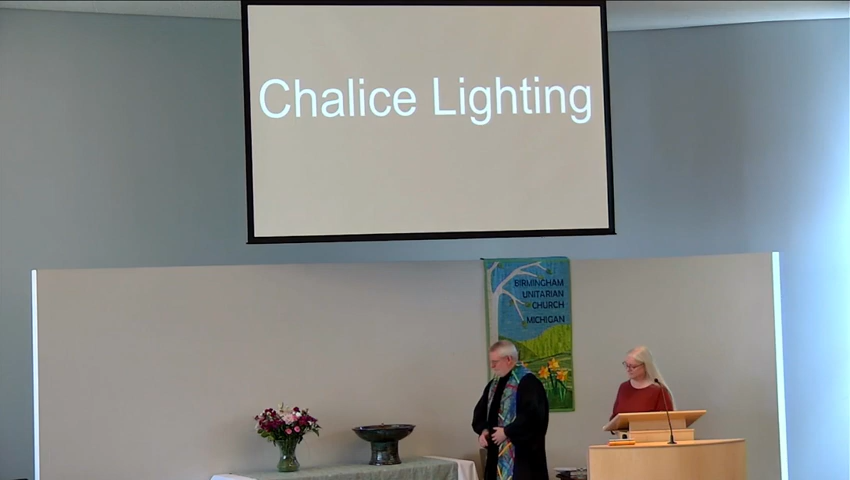 Chalice Lighting
BIRMINGHAM
UNITARIAN
CHURCH
MICHIGAN